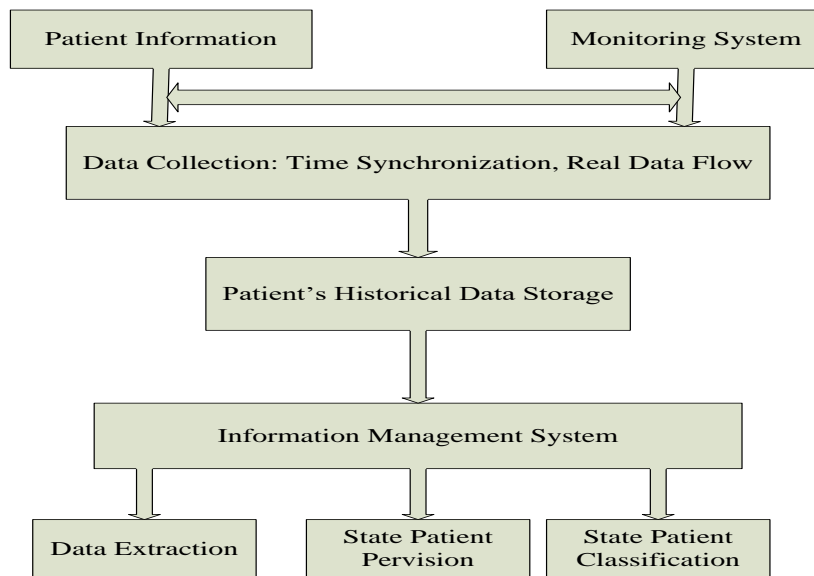 Patient Information
Monitoring System
Data Collection: Time Synchronization, Real Data Flow
Patient’s Historical Data Storage
Information Management System
Data Extraction
State Patient
Pervision
State Patient
Classification